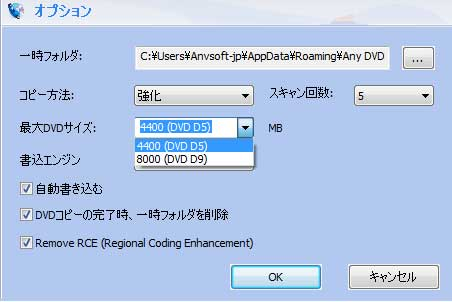 オプション
一時フォルダ: C:¥Users¥Anvsoft-jp¥AppData¥Roaming¥Any DVD ...
コピー方法: 強化 スキャン回数: 5
最大DVDサイズ: 4400 (DVD D5) MB
4400 (DVD D5)
8000 (DVD D9)
書込エンジン
自動書き込む
DVDコピーの完了時、一時フォルダを削除
Remove RCE (Regional Coding Enhancement)
OK キャンセル